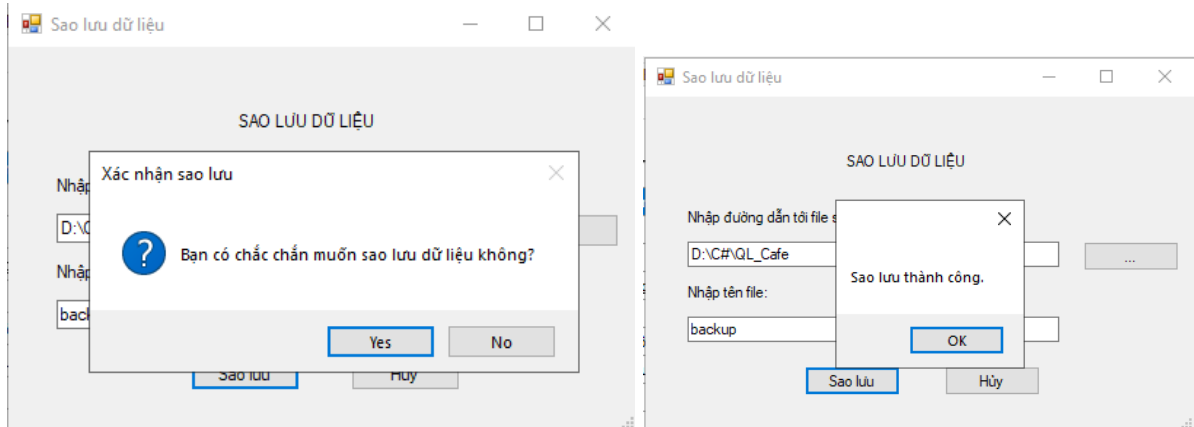 Sao lưu dữ liệu
SAO LƯU DỮ LIỆU
Xác nhận sao lưu
Nhập
D:\C
Bạn có chắc chắn muốn sao lưu dữ liệu không?
Nhập
back
Yes No
Sao lưu Hủy
Sao lưu dữ liệu
SAO LƯU DỮ LIỆU
Nhập đường dẫn tới file s
D:\C#\QL_Cafe ...
Sao lưu thành công.
Nhập tên file:
backup
OK
Sao lưu Hủy